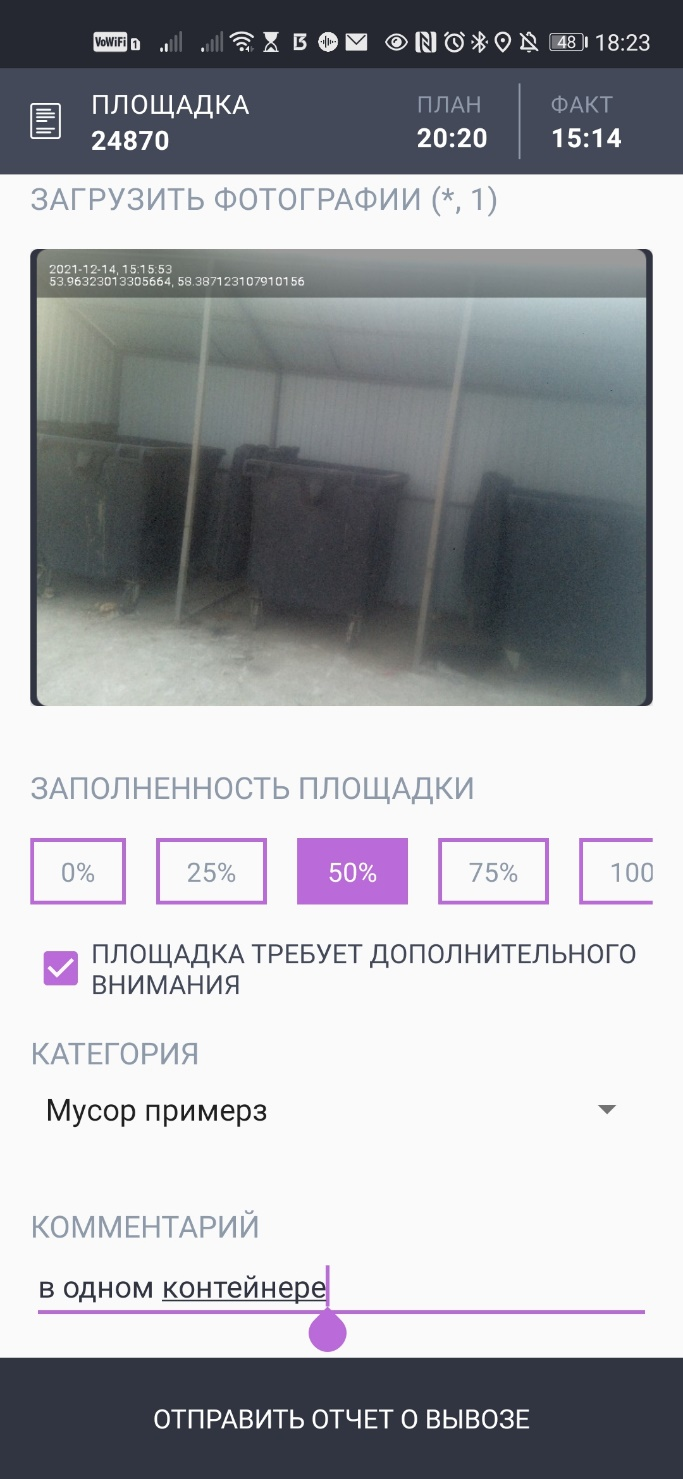 VoWiFi 1 48 18:23
ПЛОЩАДКА ПЛАН ФАКТ
24870 20:20 15:14
ЗАГРУЗИТЬ ФОТОГРАФИИ (*, 1)
2021-12-14, 15:15:53
53.96323013305664, 58.387123107910156
ЗАПОЛНЕННОСТЬ ПЛОЩАДКИ
0% 25% 50% 75% 100
ПЛОЩАДКА ТРЕБУЕТ ДОПОЛНИТЕЛЬНОГО
ВНИМАНИЯ
КАТЕГОРИЯ
Мусор примерз
КОММЕНТАРИЙ
в одном контейнере
ОТПРАВИТЬ ОТЧЕТ О ВЫВОЗЕ